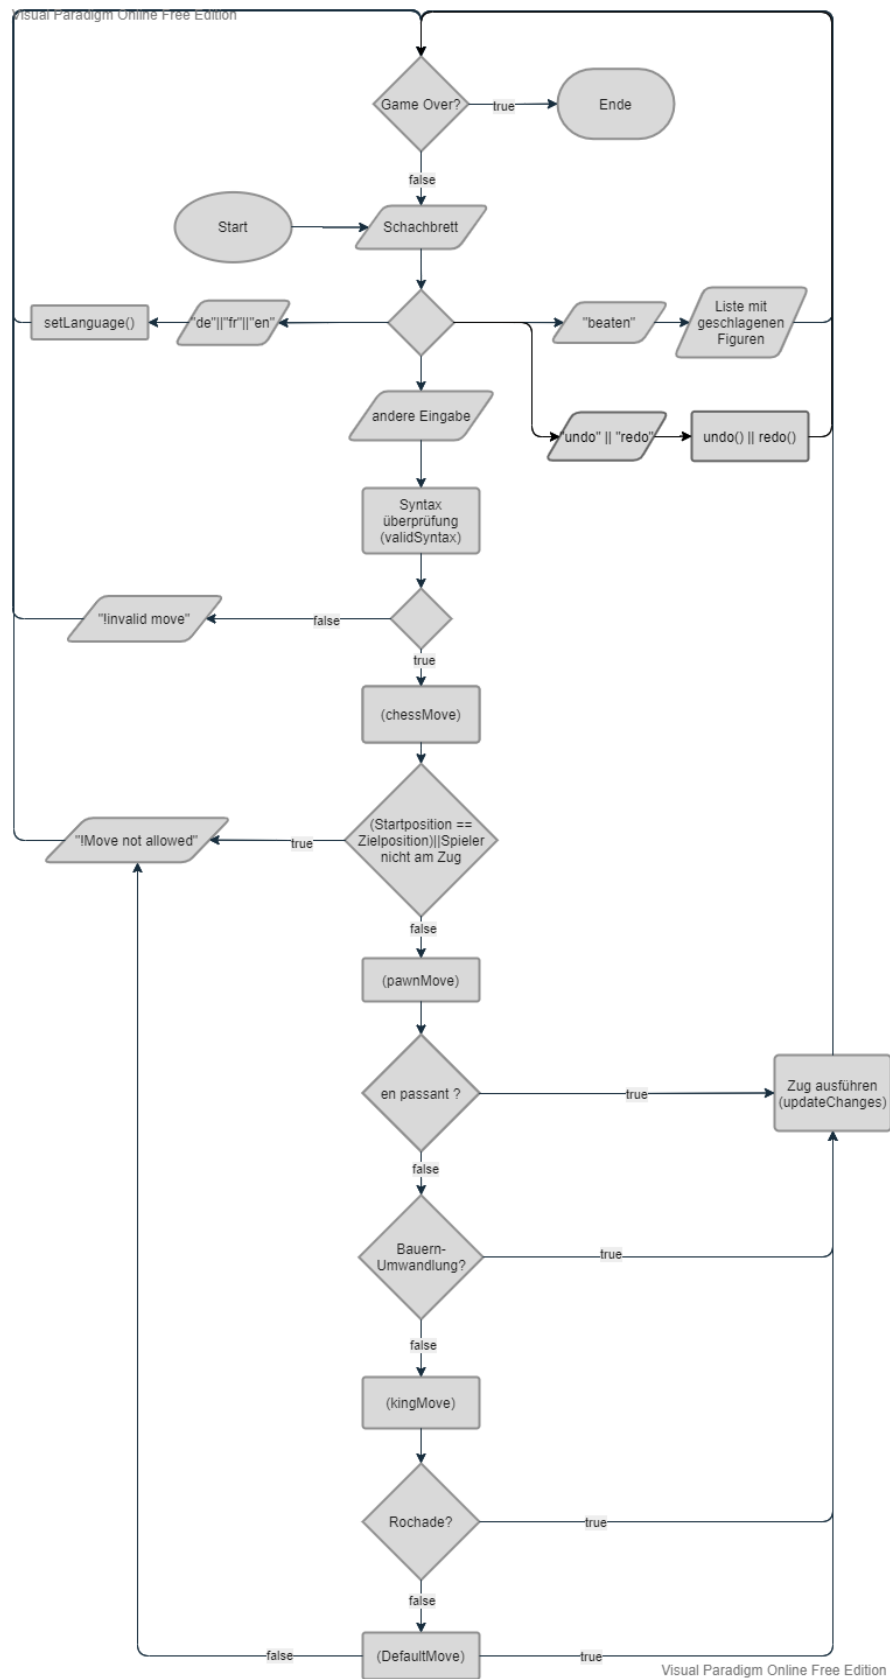 Visual Paradigm Online Free Edition
Game Over?
true
Ende
false
Start
Schachbrett
setLanguage()
"de"||"fr"||"en"
"beaten"
Liste mit
geschlagenen
Figuren
andere Eingabe
"undo" || "redo"
undo() || redo()
Syntax
überprüfung
(validSyntax)
"!invalid move"
false
true
(chessMove)
"!Move not allowed"
true
(Startposition ==
Zielposition)||Spieler
nicht am Zug
false
(pawnMove)
en passant ?
true
Zug ausführen
(updateChanges)
false
Bauern-
Umwandlung?
true
false
(kingMove)
Rochade?
true
false
false
(DefaultMove)
true
Visual Paradigm Online Free Edition